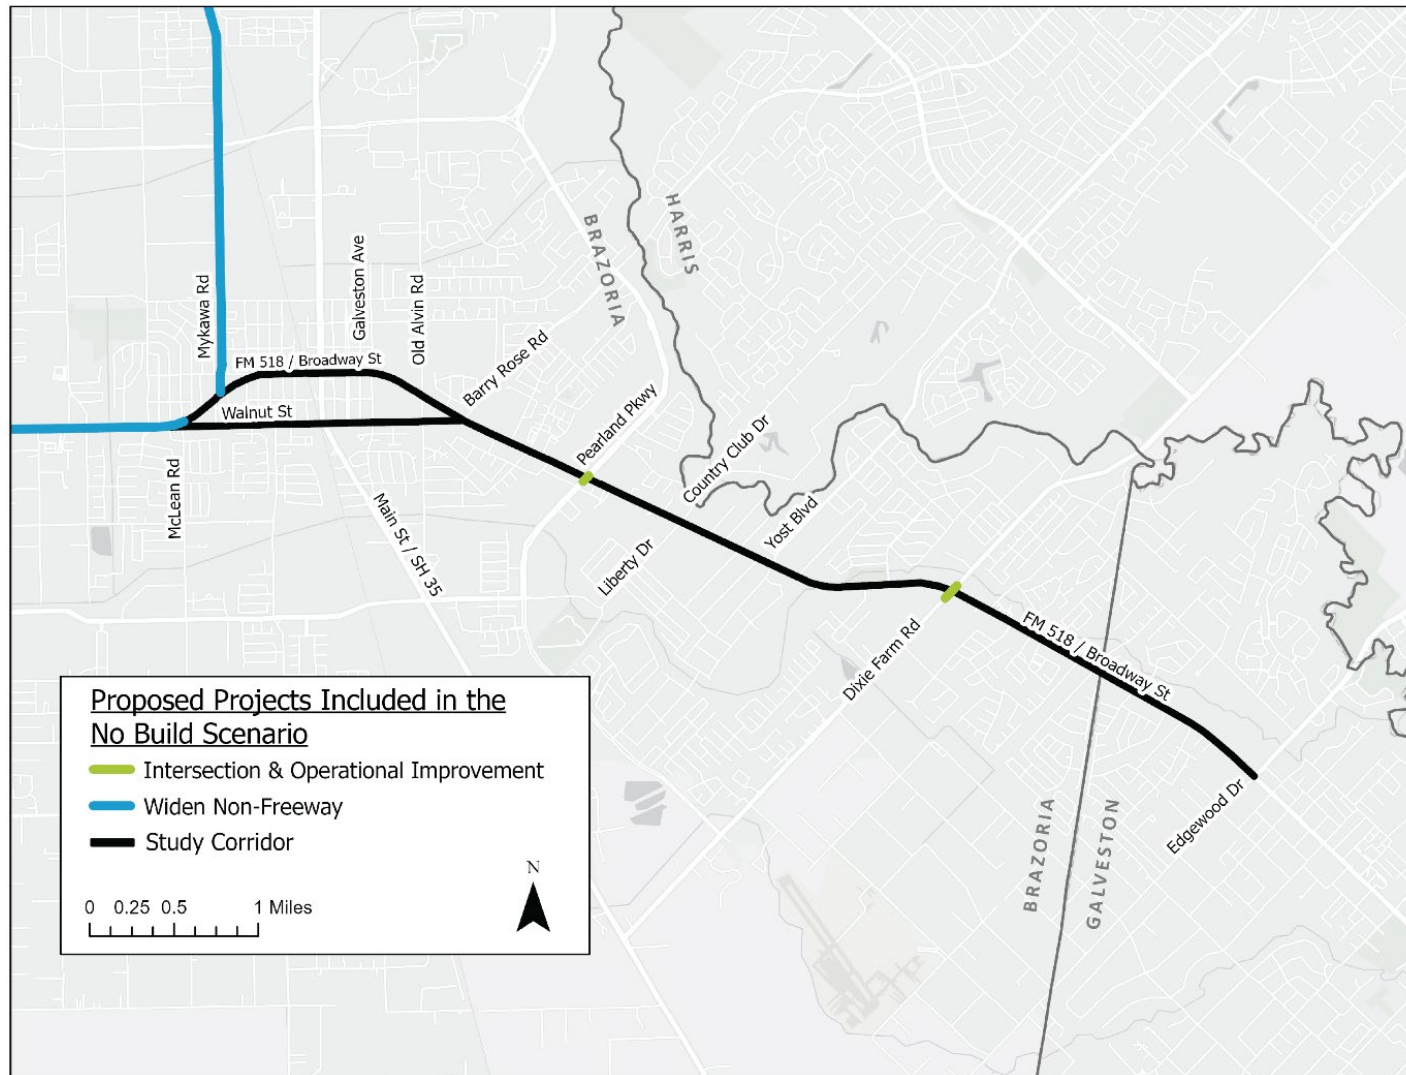 HARRIS
BRAZORIA
Galveston Ave
Mykawa Rd
Old Alvin Rd
FM 518 / Broadway St
Barry Rose Rd
Walnut St
Pearland Pkwy
Country Club Dr
McLean Rd
Yost Blvd
Main St / SH 35
Liberty Dr
Dixie Farm Rd
FM 518 / Broadway St
Edgewood Dr
BRAZORIA
GALVESTON
Proposed Projects Included in the
No Build Scenario
Intersection & Operational Improvement
Widen Non-Freeway
Study Corridor
N
0 0.25 0.5 1 Miles